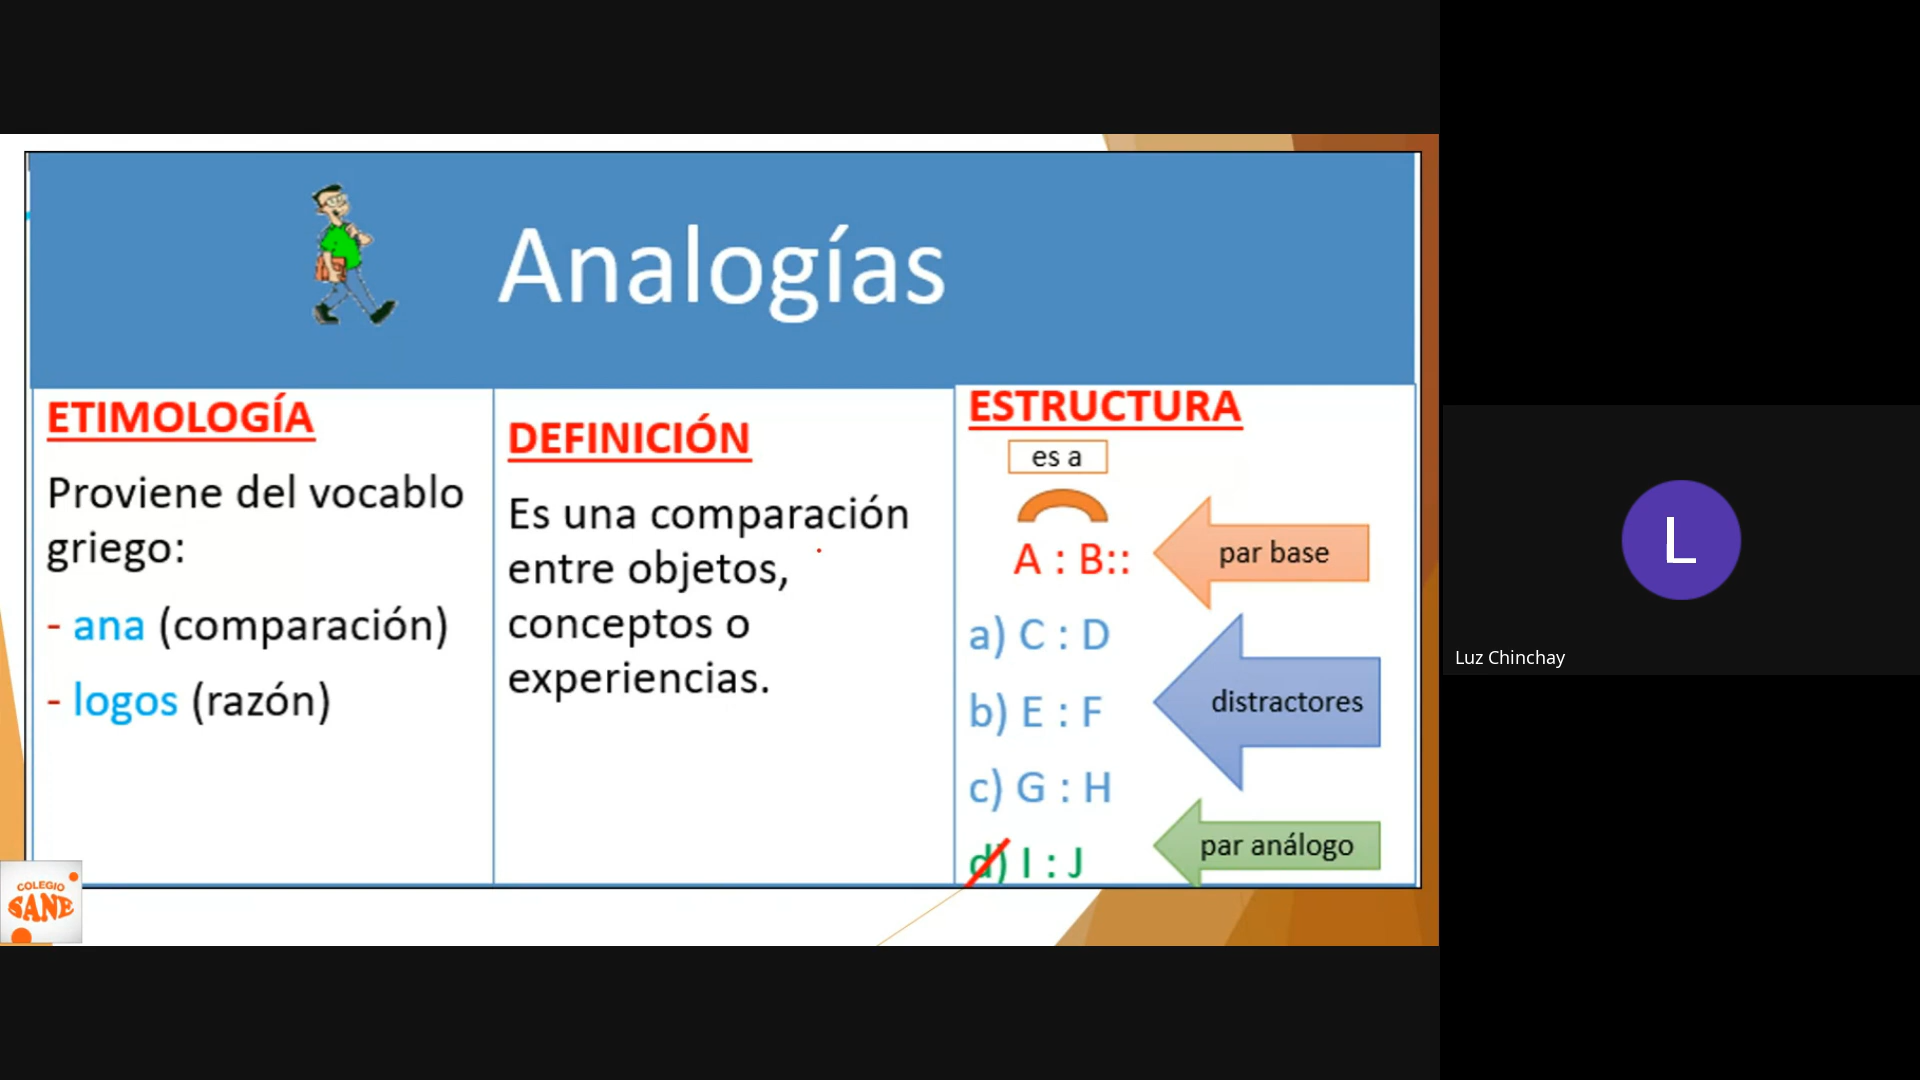 Analogías
ETIMOLOGÍA
Proviene del vocablo
griego:
- ana (comparación)
- logos (razón)
DEFINICIÓN
Es una comparación
entre objetos,
conceptos o
experiencias.
ESTRUCTURA
es a
A : B::
par base
a) C : D
b) E : F
distractores
c) G : H
d) I : J
par análogo
COLEGIO
SANE
L
Luz Chinchay